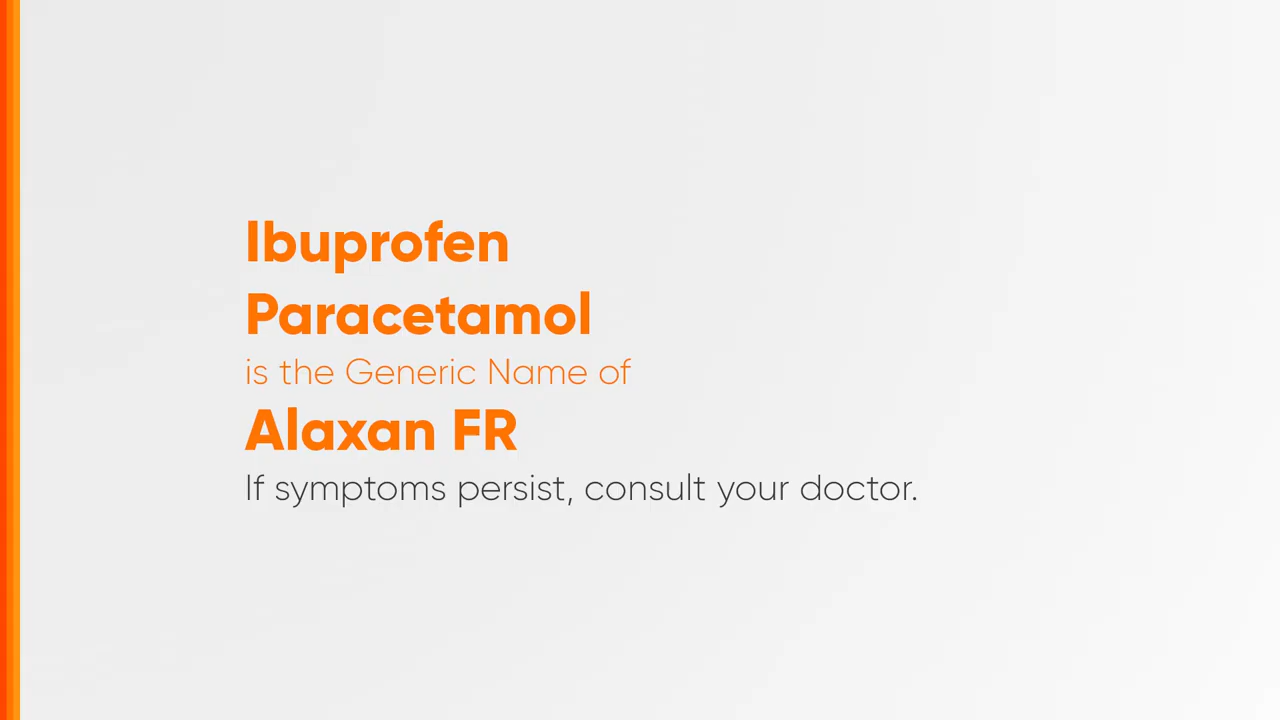 Ibuprofen
Paracetamol
is the Generic Name of
Alaxan FR
If symptoms persist, consult your doctor.